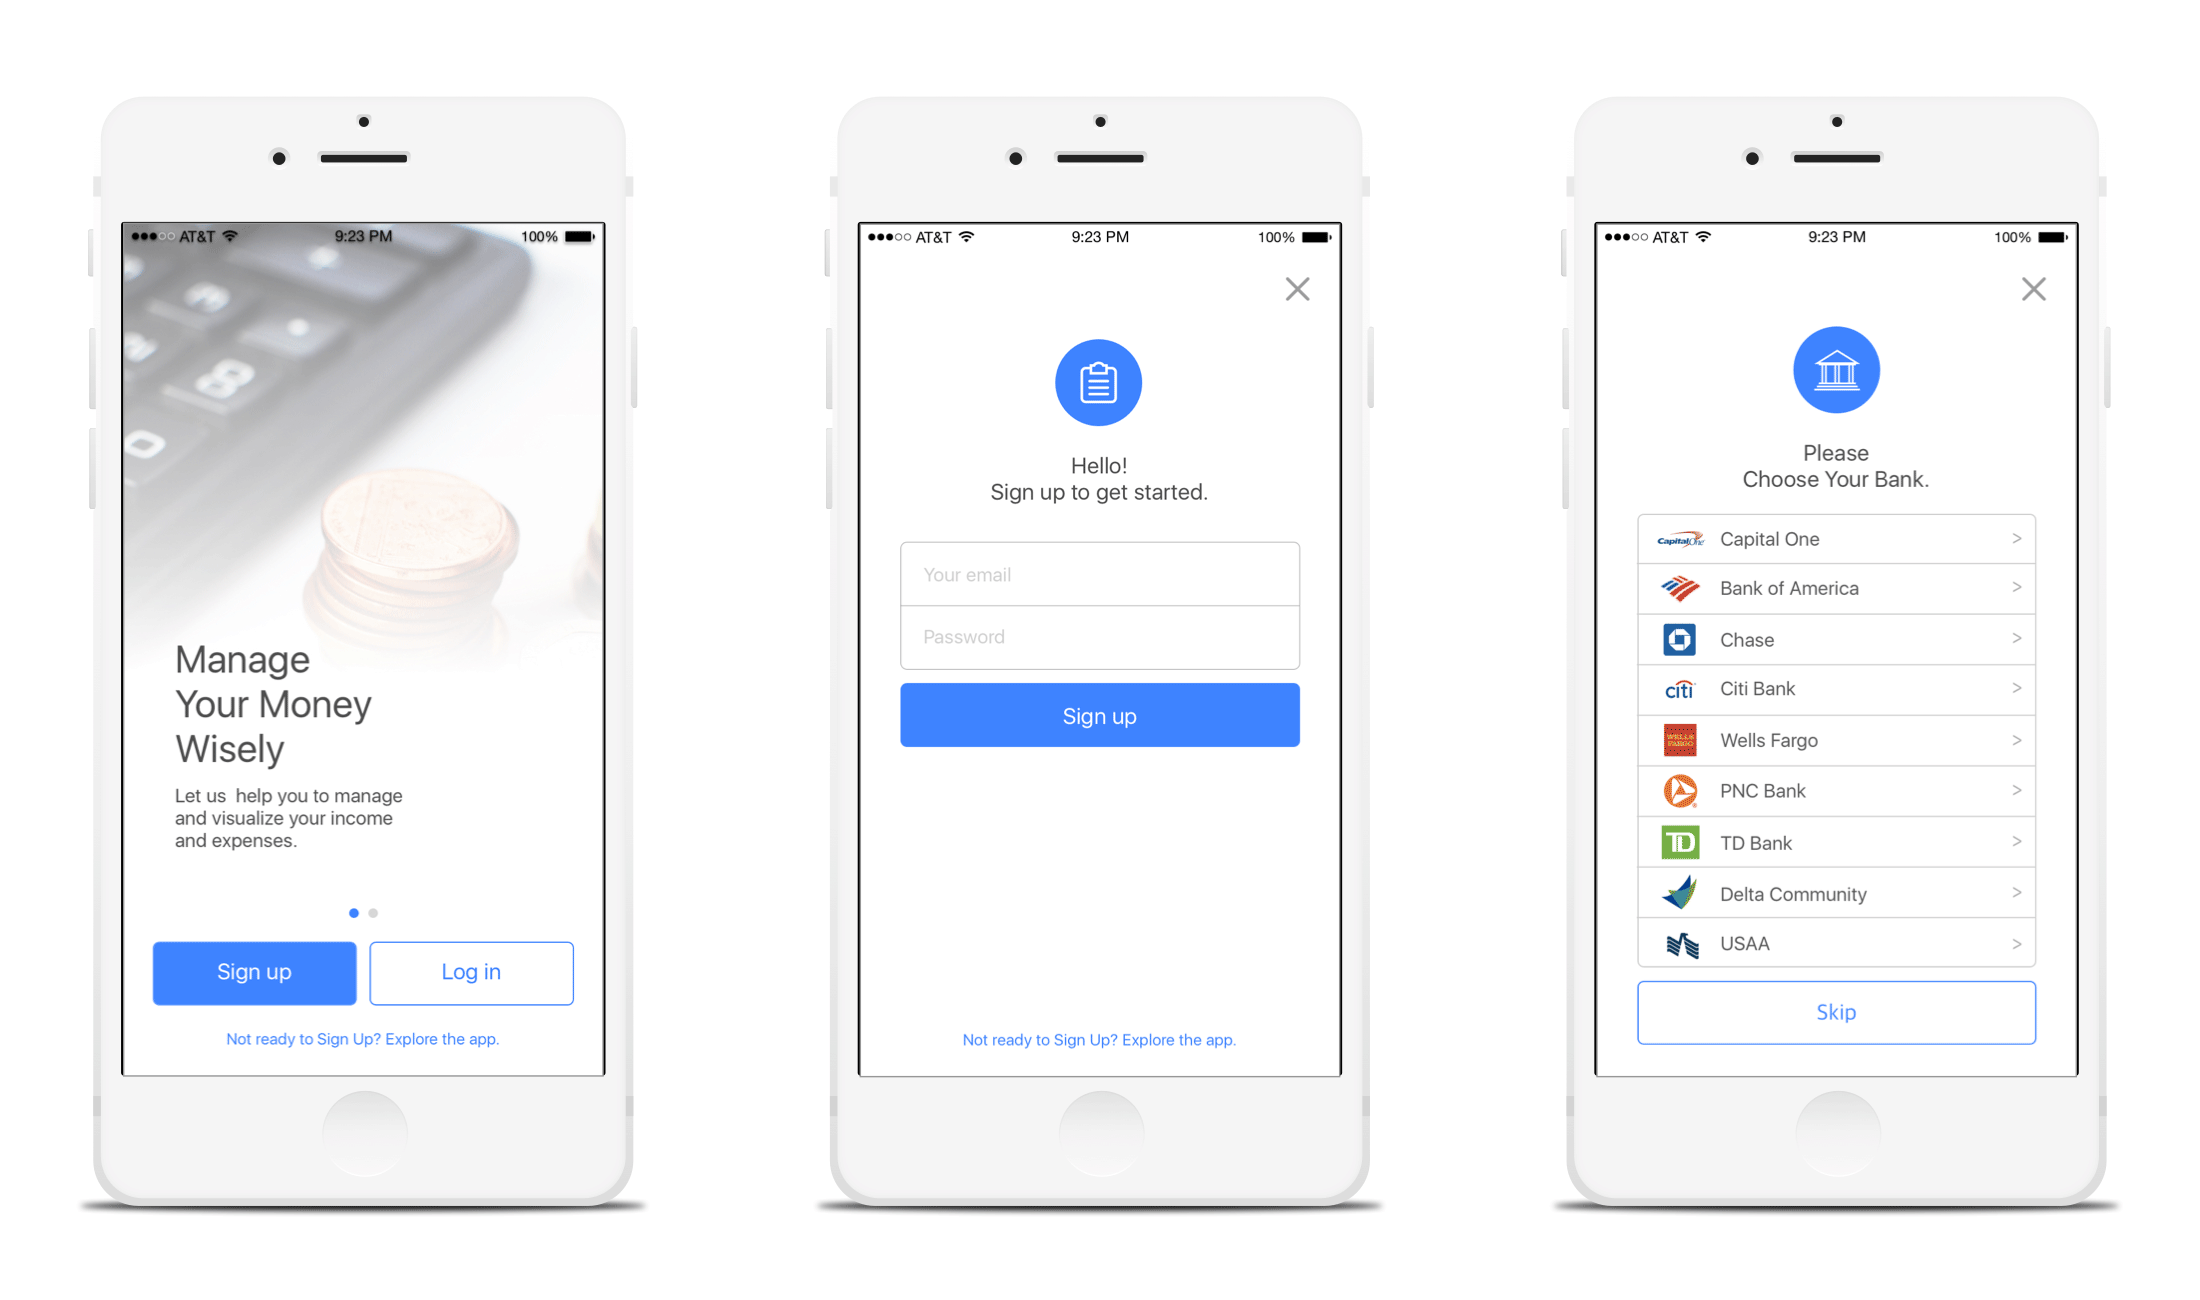 AT&T 9:23 PM 100%
3
8
0
Manage
Your Money
Wisely
Let us help you to manage
and visualize your income
and expenses.
Sign up Log in
Not ready to Sign Up? Explore the app.
AT&T 9:23 PM 100%
Hello!
Sign up to get started.
Your email
Password
Sign up
Not ready to Sign Up? Explore the app.
AT&T 9:23 PM 100%
Please
Choose Your Bank.
CapitalOne Capital One >
Bank of America >
Chase >
citi Citi Bank >
WELLS FARGO Wells Fargo >
PNC Bank >
TD TD Bank >
Delta Community >
USAA >
Skip